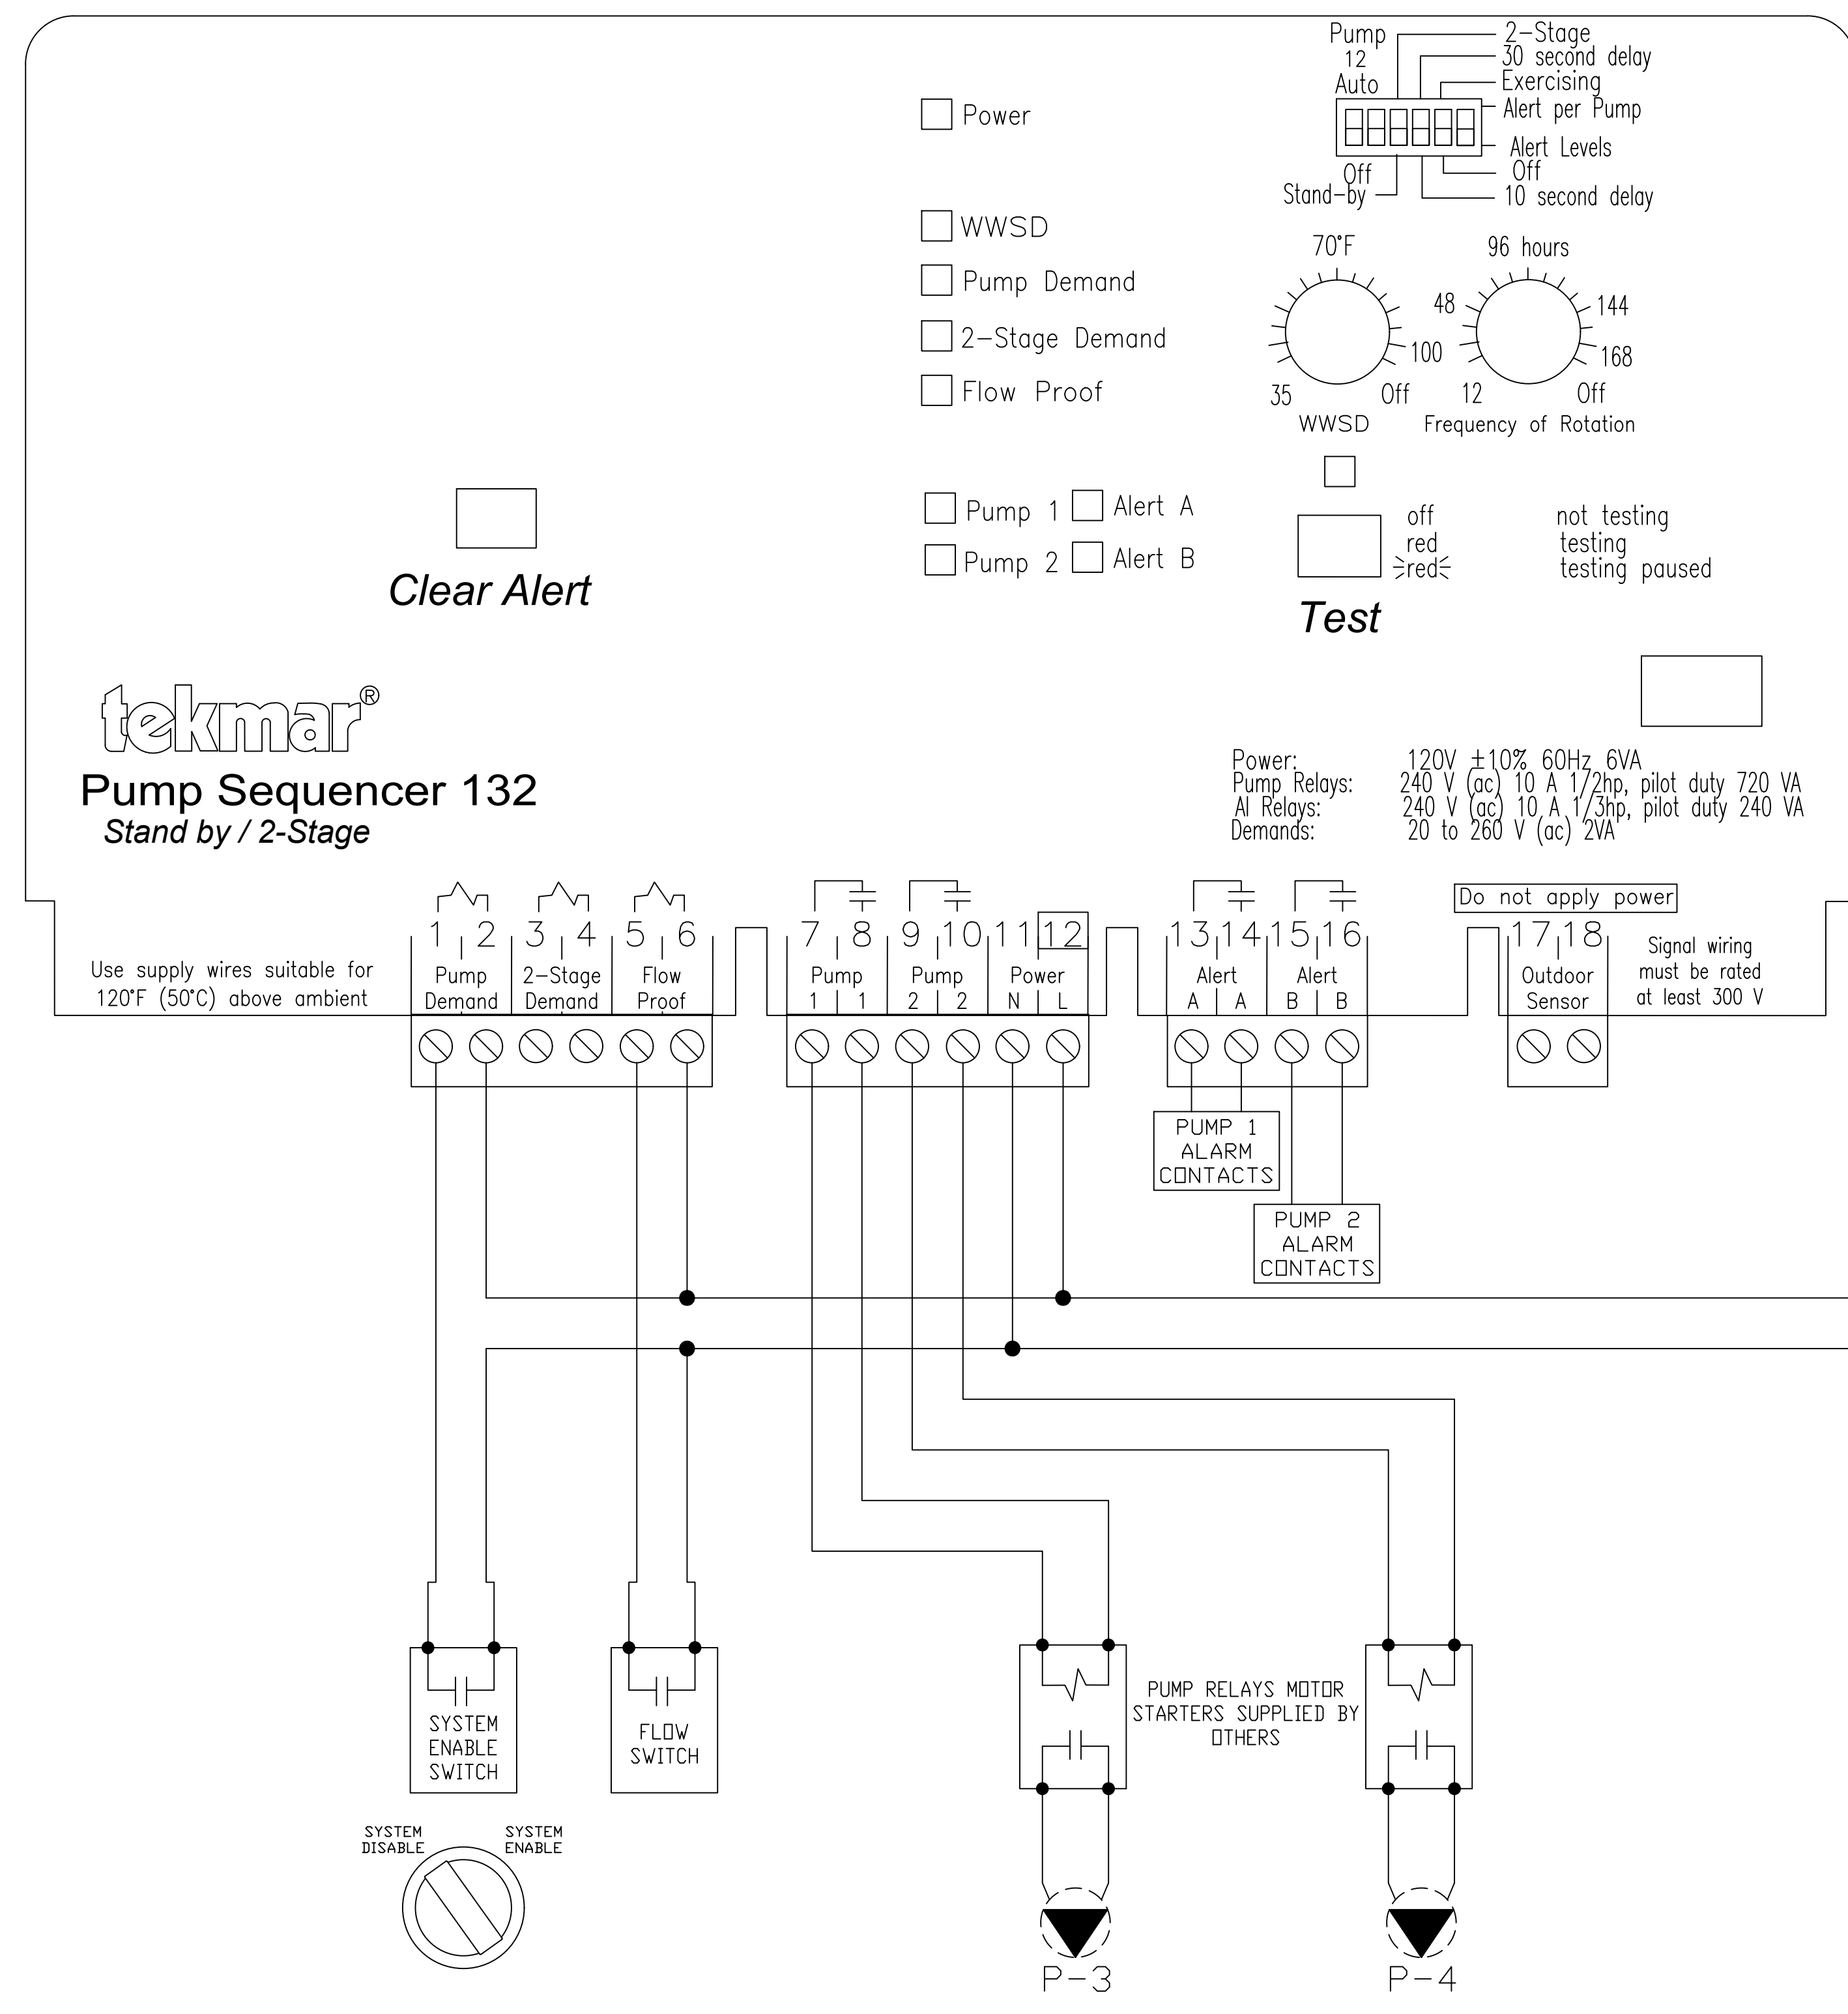 Pump
12
Auto
2-Stage
30 second delay
Exercising
Alert per Pump
Alert Levels
Off
10 second delay
Off
Stand-by
Power
WWSD
Pump Demand
2-Stage Demand
Flow Proof
70°F
100
35
Off
WWSD
96 hours
48
144
168
12
Off
Frequency of Rotation
Pump 1
Alert A
Pump 2
Alert B
off not testing
red testing
red testing paused
Clear Alert
Test
tekmar®
Pump Sequencer 132
Stand by / 2-Stage
Power: 120V ±10% 60Hz 6VA
Pump Relays: 240 V (ac) 10 A 1/2hp, pilot duty 720 VA
Al Relays: 240 V (ac) 10 A 1/3hp, pilot duty 240 VA
Demands: 20 to 260 V (ac) 2VA
Do not apply power
1 2 3 4 5 6 7 8 9 10 11 12 13 14 15 16 17 18
Use supply wires suitable for
120°F (50°C) above ambient
Pump
Demand
2-Stage
Demand
Flow
Proof
Pump
1 1
Pump
2 2
Power
N L
Alert
A A
Alert
B B
Outdoor
Sensor
Signal wiring
must be rated
at least 300 V
PUMP 1
ALARM
CONTACTS
PUMP 2
ALARM
CONTACTS
SYSTEM
ENABLE
SWITCH
FLOW
SWITCH
PUMP RELAYS MOTOR
STARTERS SUPPLIED BY
OTHERS
SYSTEM
DISABLE
SYSTEM
ENABLE
P-3
P-4